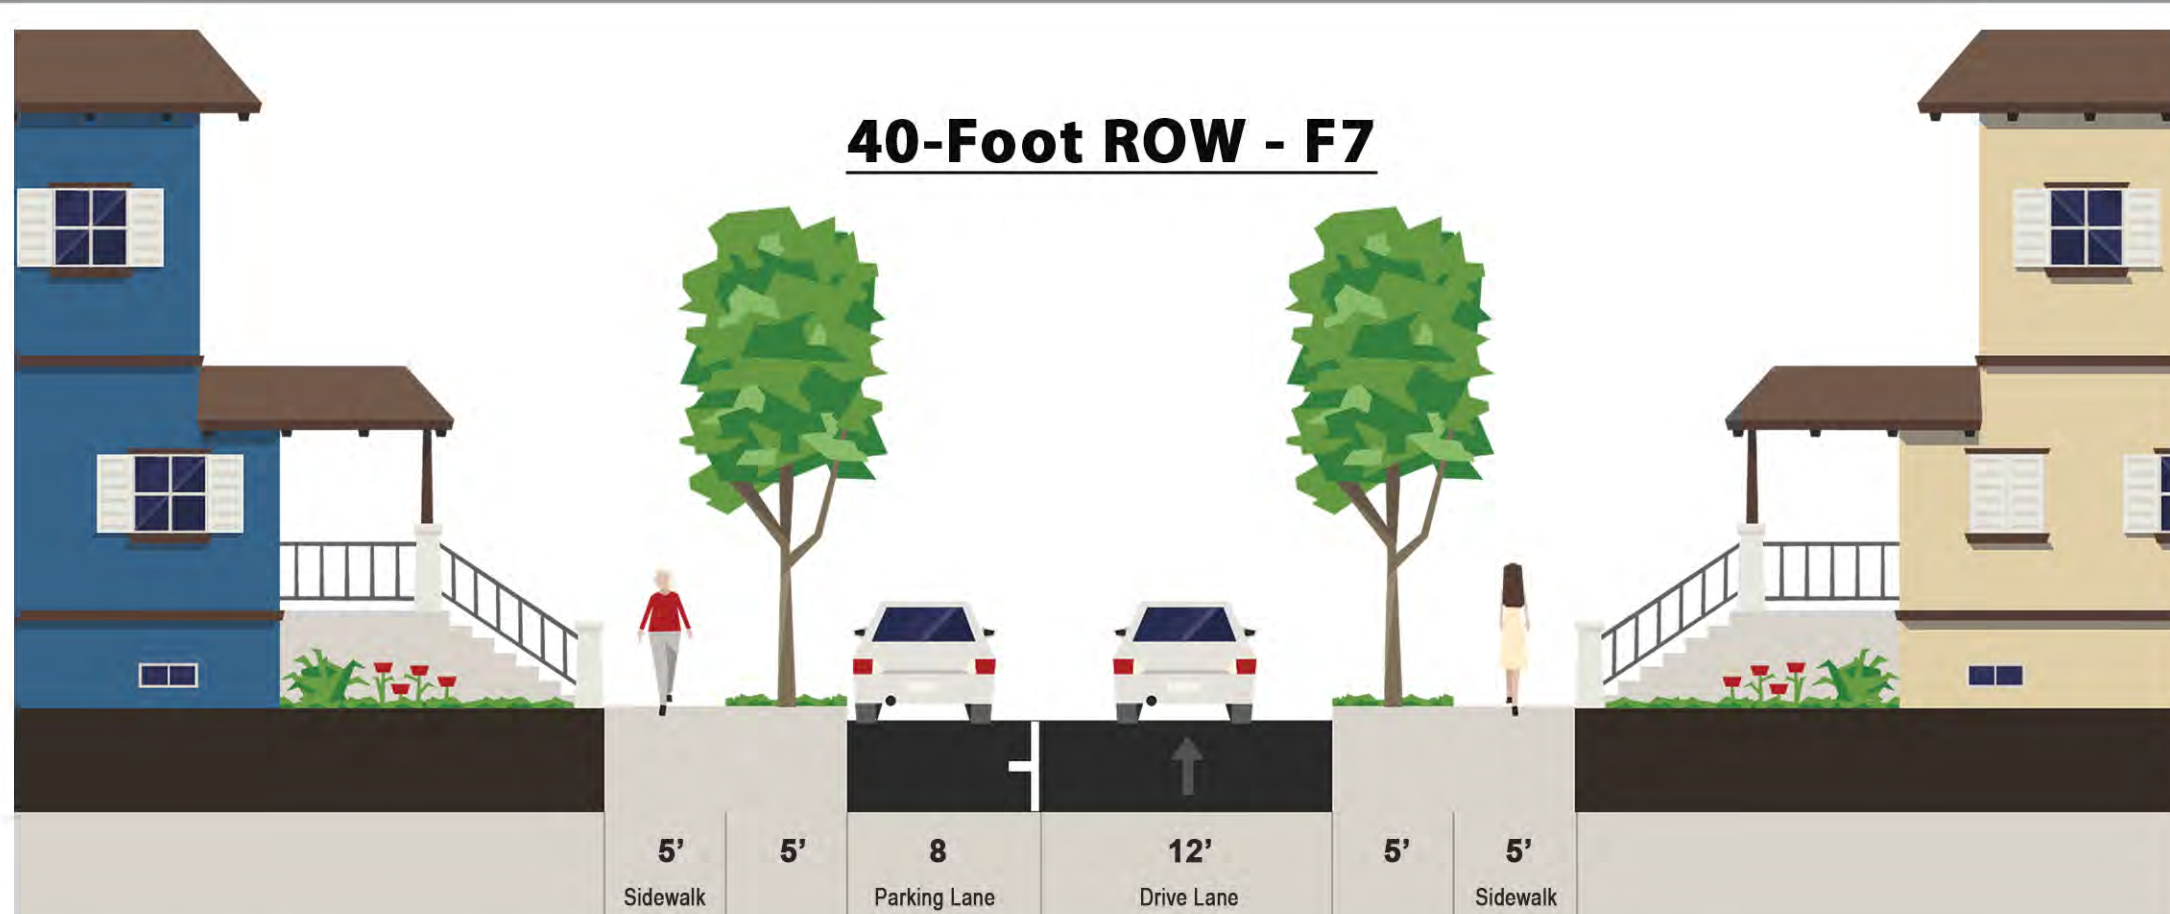 40-Foot ROW - F7
5' 5' 8 12' 5' 5'
Sidewalk Parking Lane Drive Lane Sidewalk